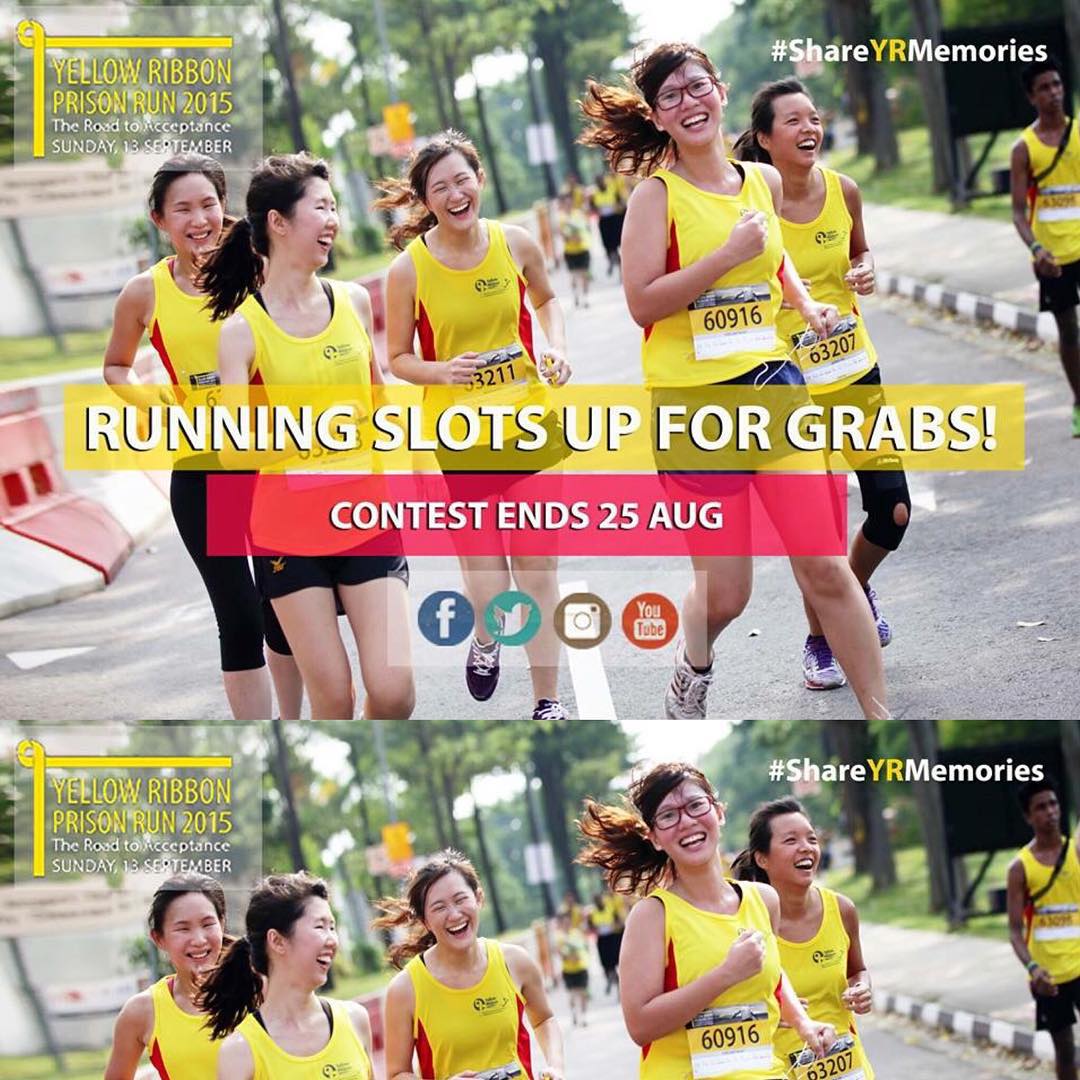 YELLOW RIBBON
PRISON RUN 2015
The Road to Acceptance
SUNDAY, 13 SEPTEMBER
#ShareYRMemories
60916
63207
63211
RUNNING SLOTS UP FOR GRABS!
CONTEST ENDS 25 AUG
f
You
Tube
YELLOW RIBBON
PRISON RUN 2015
The Road to Acceptance
SUNDAY, 13 SEPTEMBER
#ShareYRMemories
60916
63207